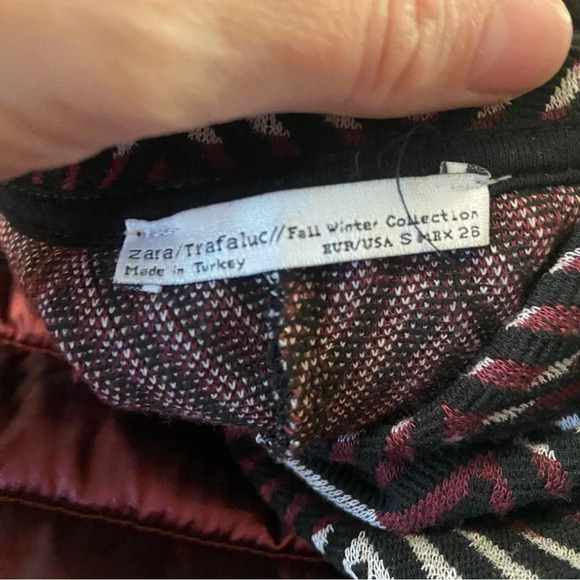 Zara/Trafaluc//Fall Winter Collection
Made in Turkey
EUR/USA S MEX 26